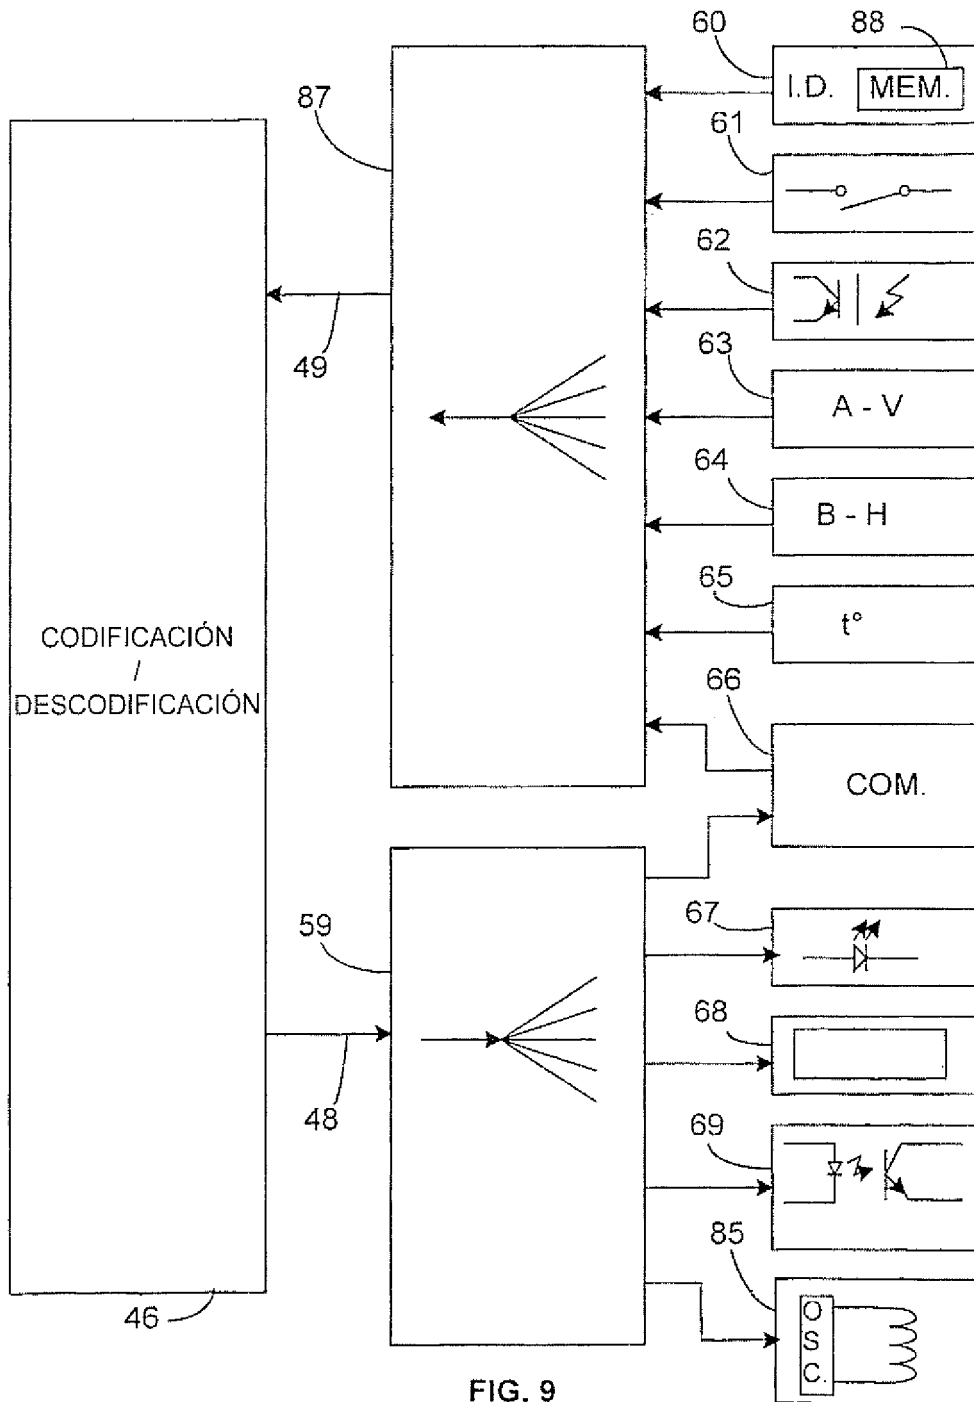 60
88
I.D.
MEM.
87
61
62
49
63
A - V
64
B - H
65
t°
CODIFICACIÓN
/
DESCODIFICACIÓN
66
COM.
59
67
68
48
69
85
O
S
C.
46
FIG. 9